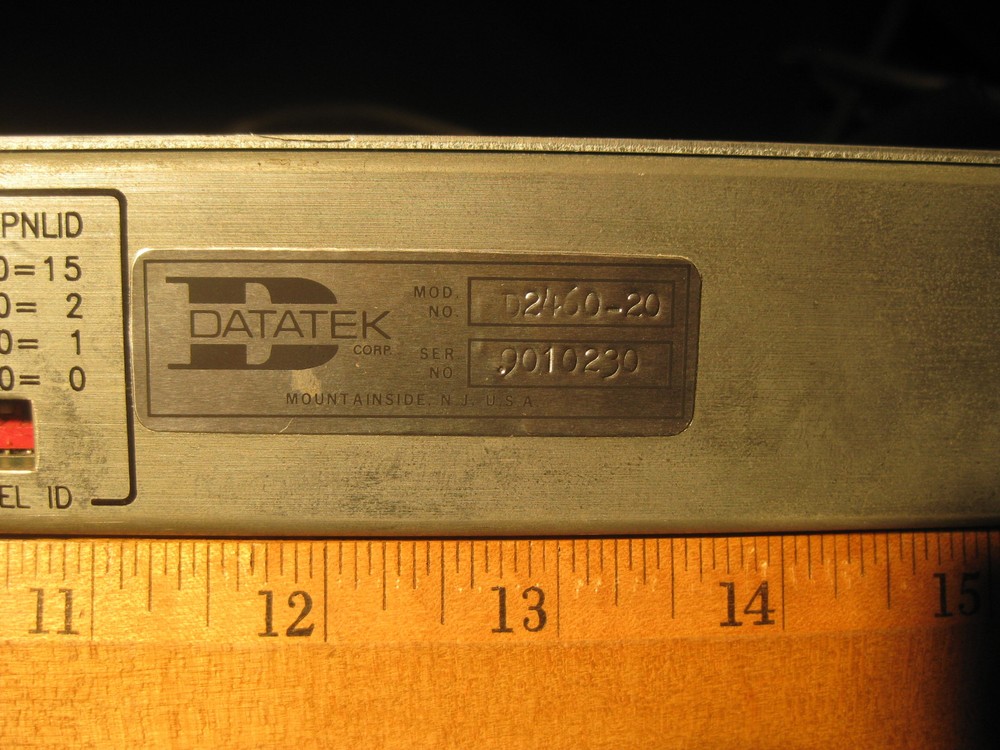 PNLID
0=15
0= 2
0= 1
0= 0
EL ID
D
DATATEK
CORP.
MOD. NO. D2460-20
SER NO 9010230
MOUNTAINSIDE, N.J. U.S.A
11 12 13 14 15